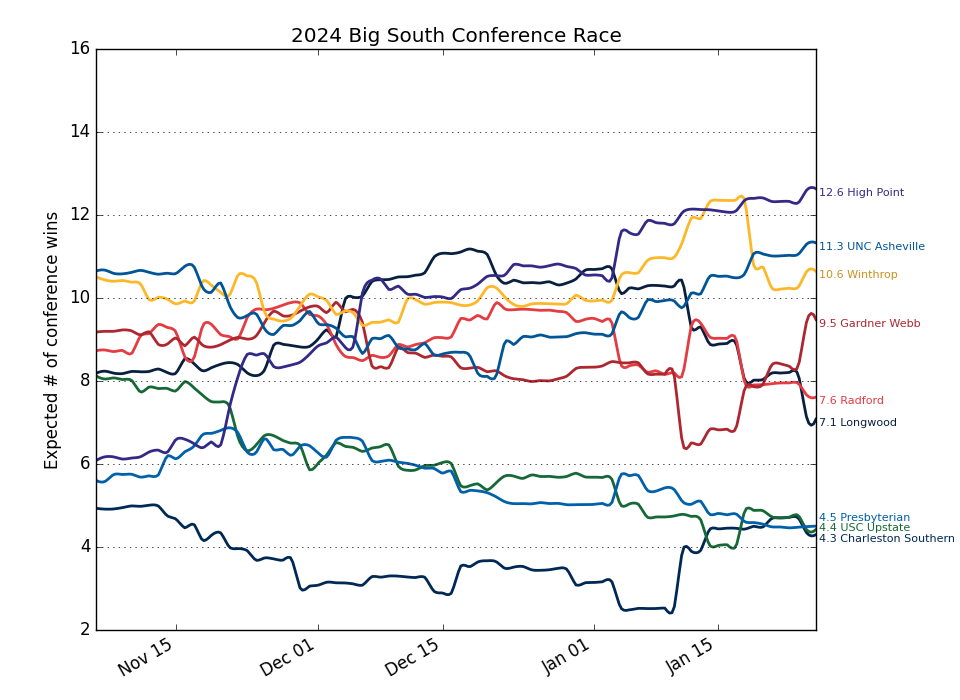 2024 Big South Conference Race
Expected # of conference wins
16
14
12
10
8
6
4
2
Nov 15
Dec 01
Dec 15
Jan 01
Jan 15
12.6 High Point
11.3 UNC Asheville
10.6 Winthrop
9.5 Gardner Webb
7.6 Radford
7.1 Longwood
4.5 Presbyterian
4.4 USC Upstate
4.3 Charleston Southern